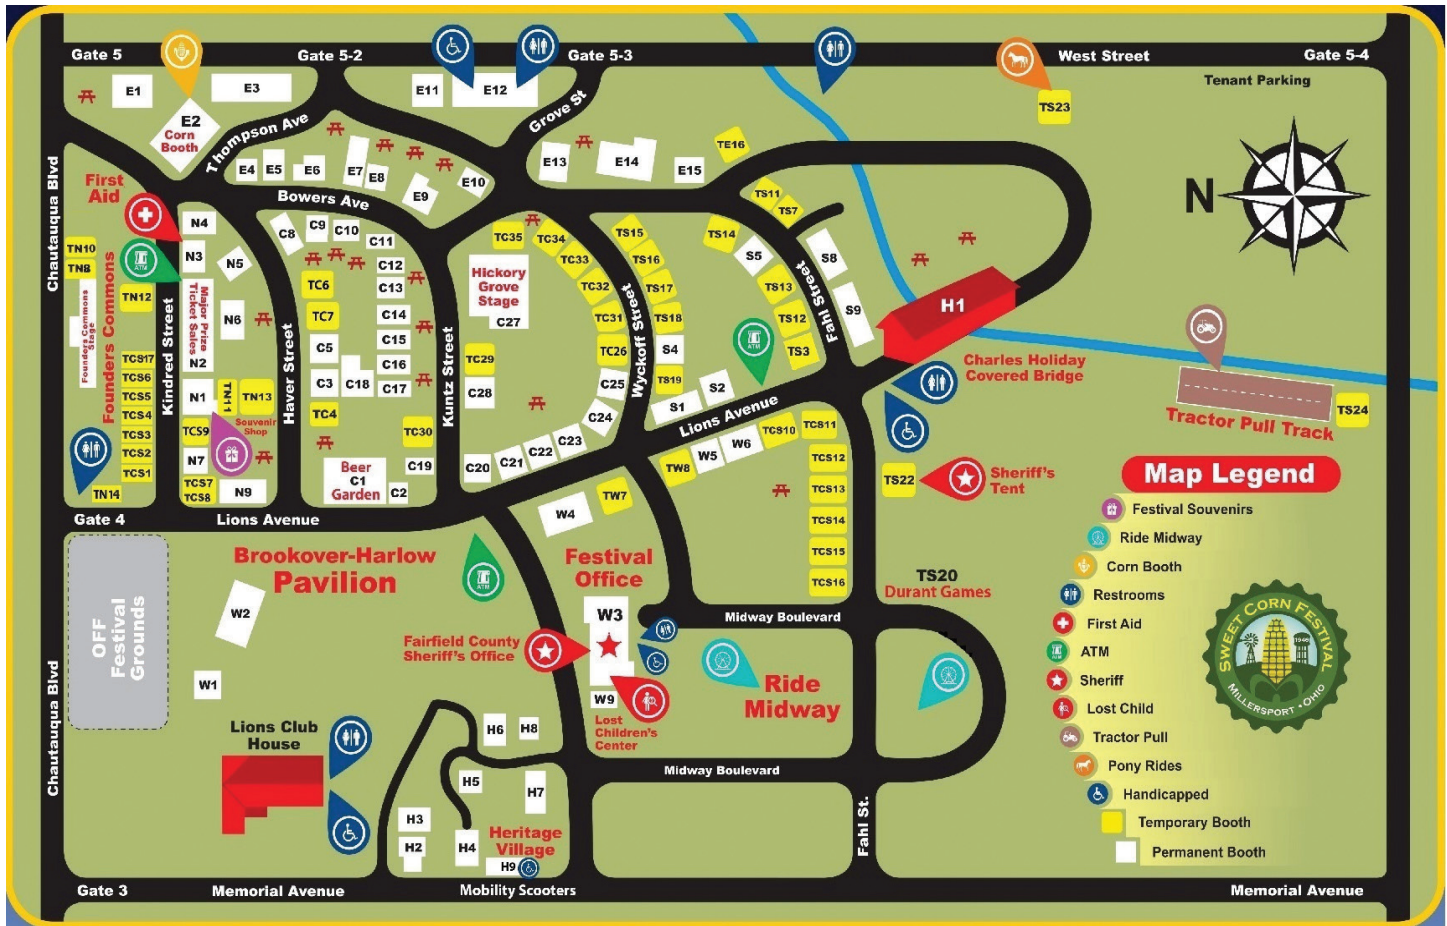 Gate 5
Gate 5-2
Gate 5-3
West Street
Gate 5-4
Tenant Parking
E1
E3
E11
E12
TS23
E2
Corn
Booth
Thompson Ave
Grove St
TE16
E13
E14
E15
E4
E5
E6
E7
E8
E9
E10
Bowers Ave
Chautauqua Blvd
First
Aid
N4
N3
N5
ATM
TN10
TN8
TN12
Founders Commons
Stage
Founders Commons
Kindred Street
Major Prize
Ticket Sales
N2
N6
Haver Street
C8
C9
C10
C11
C12
C13
C14
C15
C16
C17
C18
TC6
TC7
C5
C3
TC4
Kuntz Street
TC35
TC34
TC33
TC32
TC31
TC26
Hickory
Grove
Stage
C27
TC29
C28
C25
C24
Wyckoff Street
TS15
TS16
TS17
TS18
S4
TS19
S1
S2
ATM
TS14
S5
TS13
TS12
TS3
TS11
TS7
Fahl Street
S8
S9
H1
N
Charles Holiday
Covered Bridge
Tractor Pull Track
TS24
TCS17
TCS6
TCS5
TCS4
TCS3
TCS2
TCS1
TN14
N1
TN11
TN13
Souvenir
Shop
TCS9
N7
TCS7
TCS8
N9
Beer
C1
Garden
C2
C19
TC30
C20
C21
C22
C23
Lions Avenue
TW8
W5
W6
TCS10
TCS11
TCS12
TCS13
TCS14
TCS15
TCS16
TS22
Sheriff's
Tent
Gate 4
Lions Avenue
W4
TW7
OFF
Festival
Grounds
Brookover-Harlow
Pavilion
ATM
Festival
Office
W3
W2
W1
Fairfield County
Sheriff's Office
W9
Lost
Children's
Center
Midway Boulevard
TS20
Durant Games
Ride
Midway
Chautauqua Blvd
Lions Club
House
H6
H8
H5
H7
H3
H2
H4
Heritage
Village
H9
Midway Boulevard
Fahl St.
Gate 3
Memorial Avenue
Mobility Scooters
Memorial Avenue
Map Legend
Festival Souvenirs
Ride Midway
Corn Booth
Restrooms
First Aid
ATM
ATM
Sheriff
Lost Child
Tractor Pull
Pony Rides
Handicapped
Temporary Booth
Permanent Booth
SWEET CORN FESTIVAL
1946
MILLERSPORT • OHIO